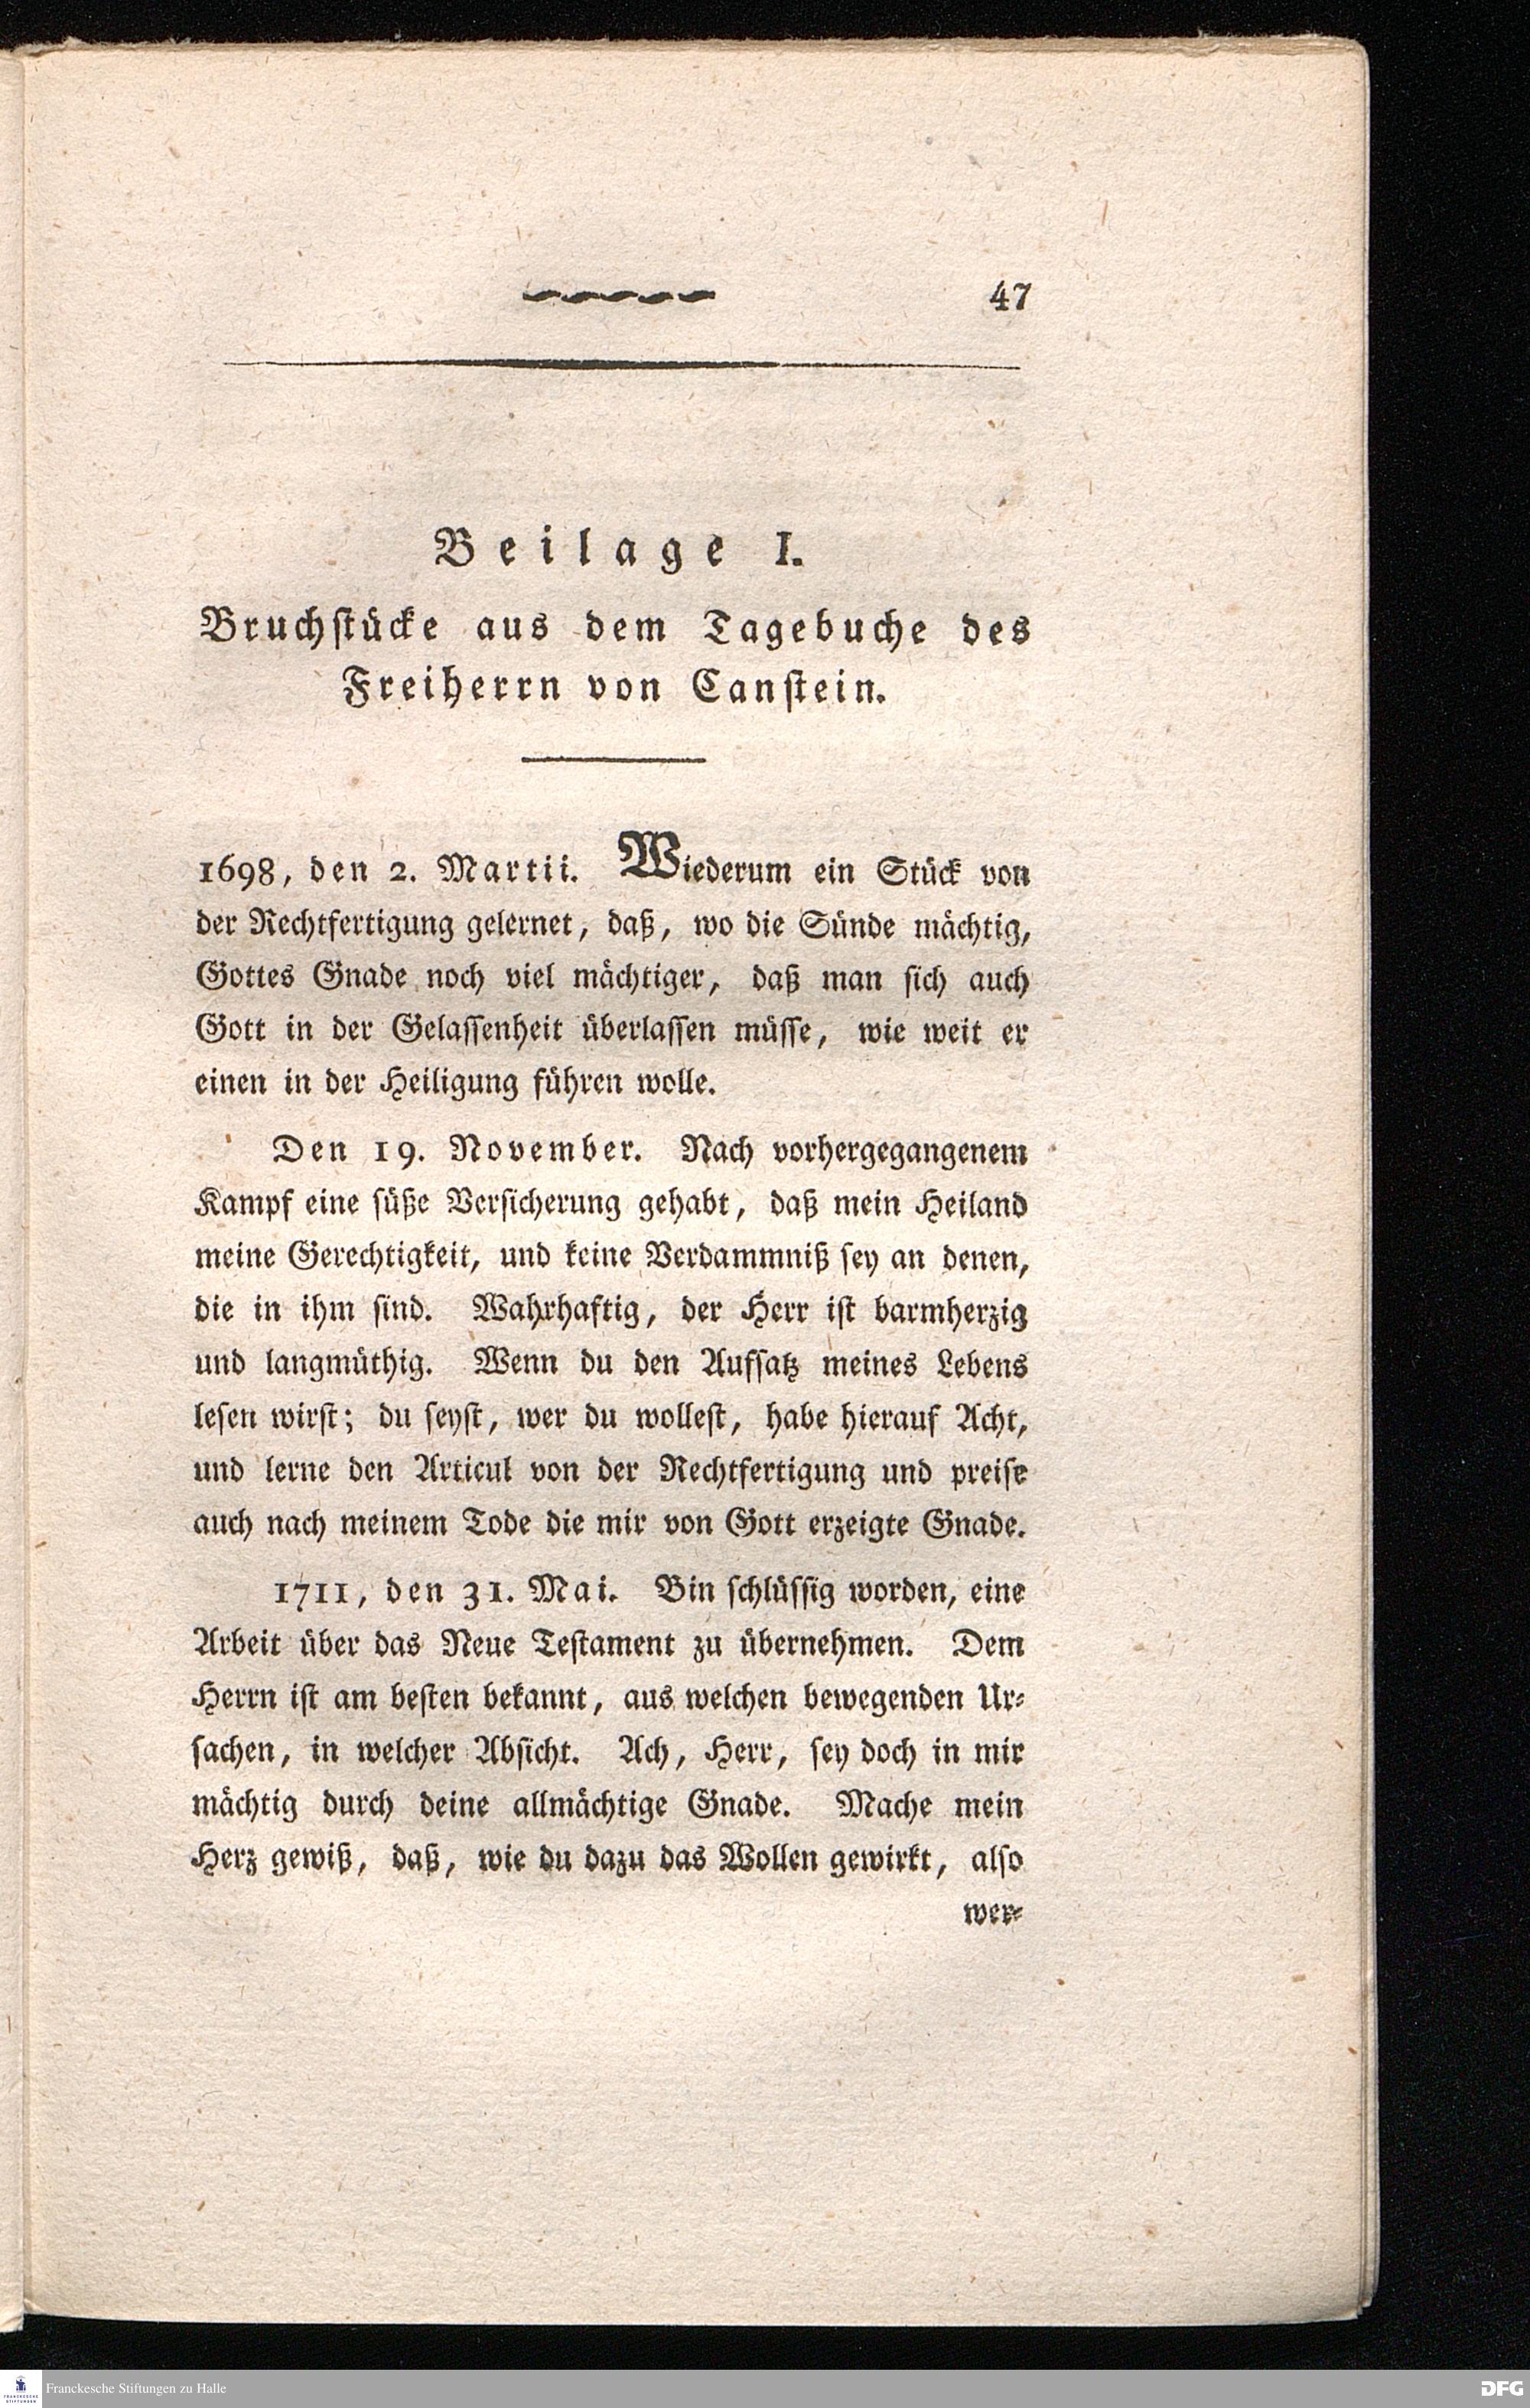 47
Beilage I.
Bruchstücke aus dem Tagebuche des
Freiherrn von Canstein.
1698, den 2. Martii. Wiederum ein Stück von
der Rechtfertigung gelernet, daß, wo die Sünde mächtig,
Gottes Gnade noch viel mächtiger, daß man sich auch
Gott in der Gelassenheit überlassen müsse, wie weit er
einen in der Heiligung führen wolle.
Den 19. November. Nach vorhergegangenem
Kampf eine süße Versicherung gehabt, daß mein Heiland
meine Gerechtigkeit, und keine Verdammniß sey an denen,
die in ihm sind. Wahrhaftig, der Herr ist barmherzig
und langmüthig. Wenn du den Aufsatz meines Lebens
lesen wirst; du seyst, wer du wollest, habe hierauf Acht,
und lerne den Articul von der Rechtfertigung und preise
auch nach meinem Tode die mir von Gott erzeigte Gnade.
1711, den 31. Mai. Bin schlüssig worden, eine
Arbeit über das Neue Testament zu übernehmen. Dem
Herrn ist am besten bekannt, aus welchen bewegenden Ur-
sachen, in welcher Absicht. Ach, Herr, sey doch in mir
mächtig durch deine allmächtige Gnade. Mache mein
Herz gewiß, daß, wie du dazu das Wollen gewirkt, also
wer-
FRANCKESCHE
STIFTUNGEN
Franckesche Stiftungen zu Halle
DFG